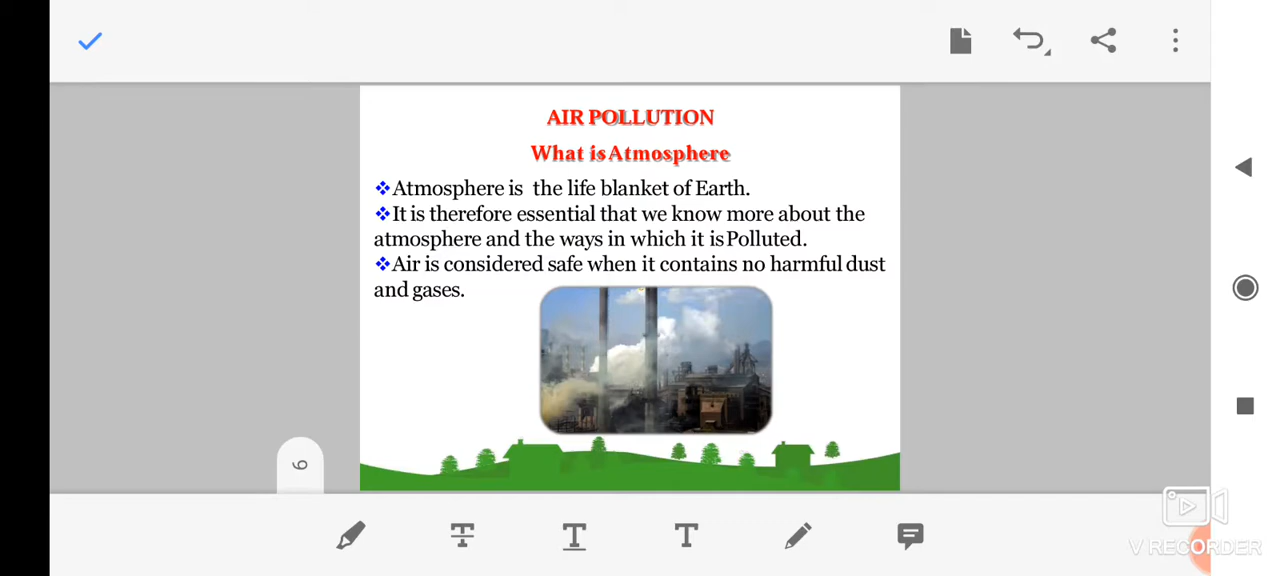 AIR POLLUTION
What is Atmosphere
❖Atmosphere is the life blanket of Earth.
❖It is therefore essential that we know more about the
atmosphere and the ways in which it is Polluted.
❖Air is considered safe when it contains no harmful dust
and gases.
6
V RECORDER